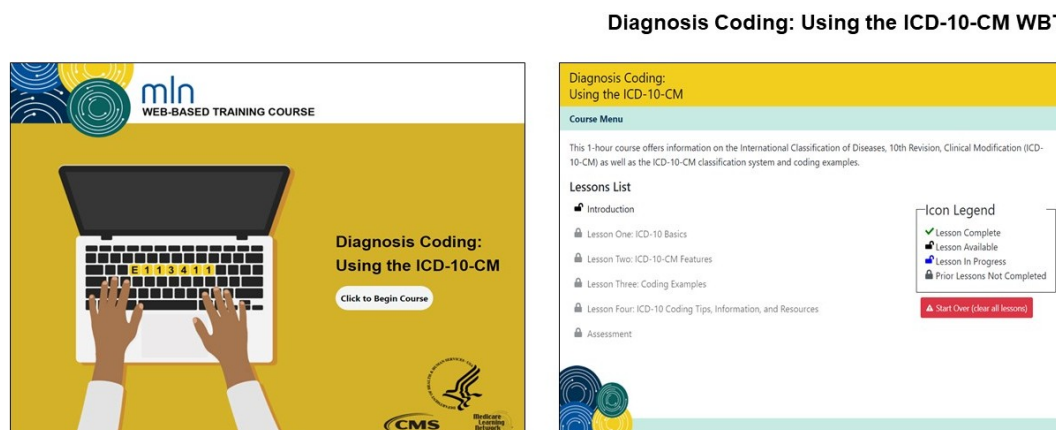 Diagnosis Coding: Using the ICD-10-CM WBT
mln
WEB-BASED TRAINING COURSE
E113411
Diagnosis Coding:
Using the ICD-10-CM
Click to Begin Course
CMS
Medicare
Learning
Network
Diagnosis Coding:
Using the ICD-10-CM
Course Menu
This 1-hour course offers information on the International Classification of Diseases, 10th Revision, Clinical Modification (ICD-
10-CM) as well as the ICD-10-CM classification system and coding examples.
Lessons List
Introduction
Lesson One: ICD-10 Basics
Lesson Two: ICD-10-CM Features
Lesson Three: Coding Examples
Lesson Four: ICD-10 Coding Tips, Information, and Resources
Assessment
Icon Legend
Lesson Complete
Lesson Available
Lesson In Progress
Prior Lessons Not Completed
Start Over (clear all lessons)